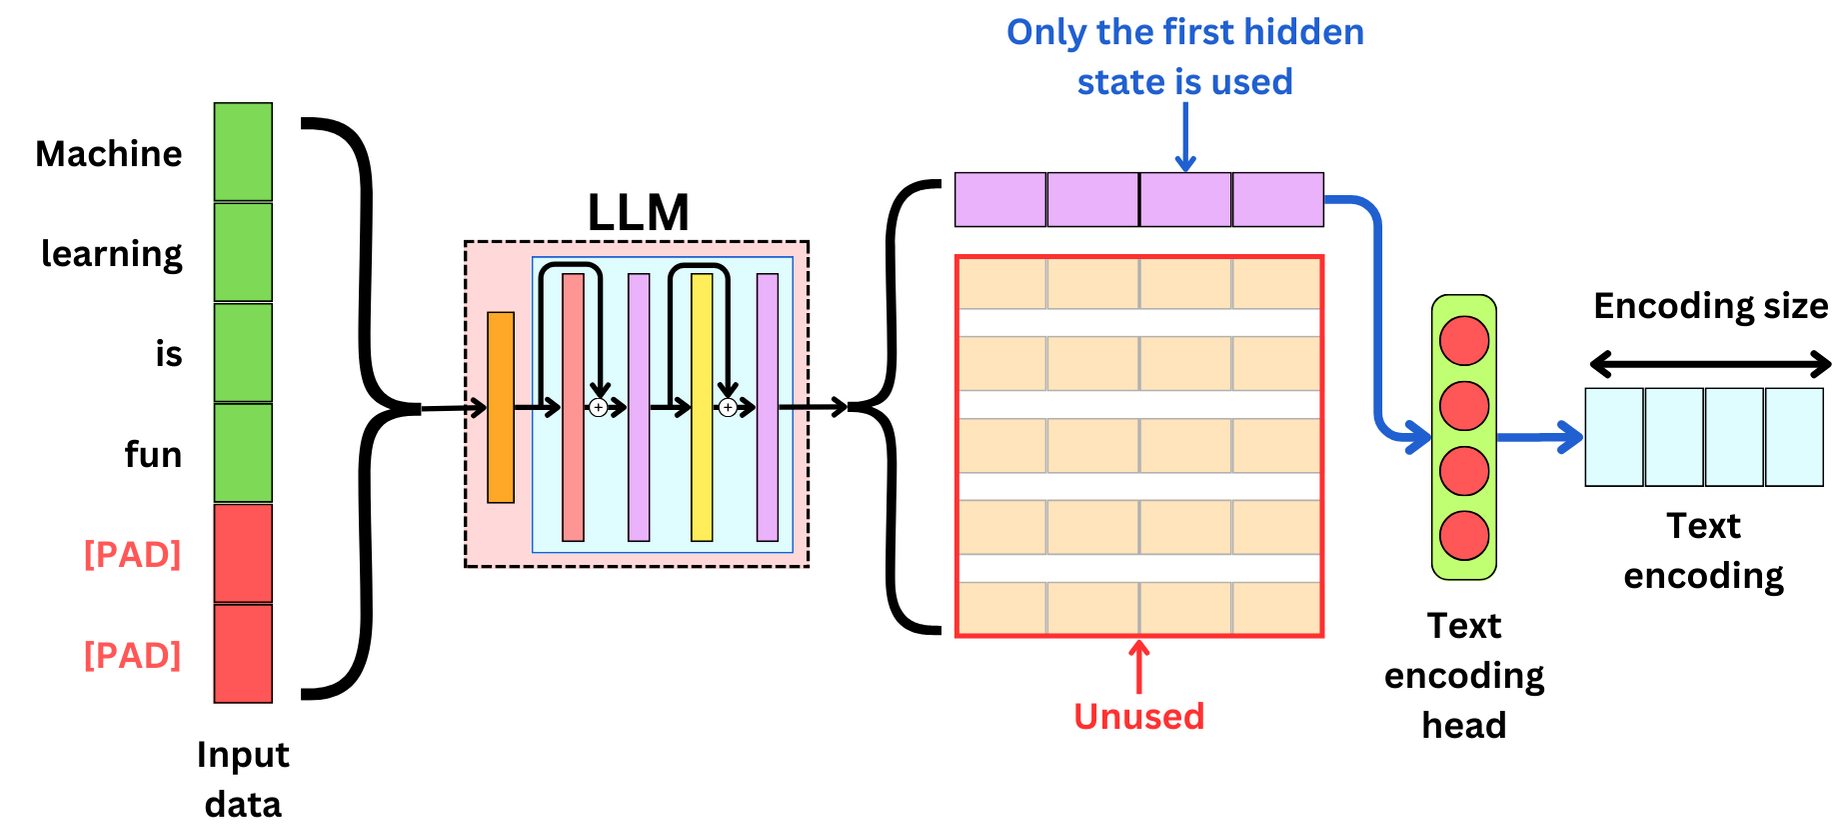 Only the first hidden
state is used
Machine
learning
is
fun
[PAD]
[PAD]
Input
data
LLM
+
+
Unused
Text
encoding
head
Encoding size
Text
encoding